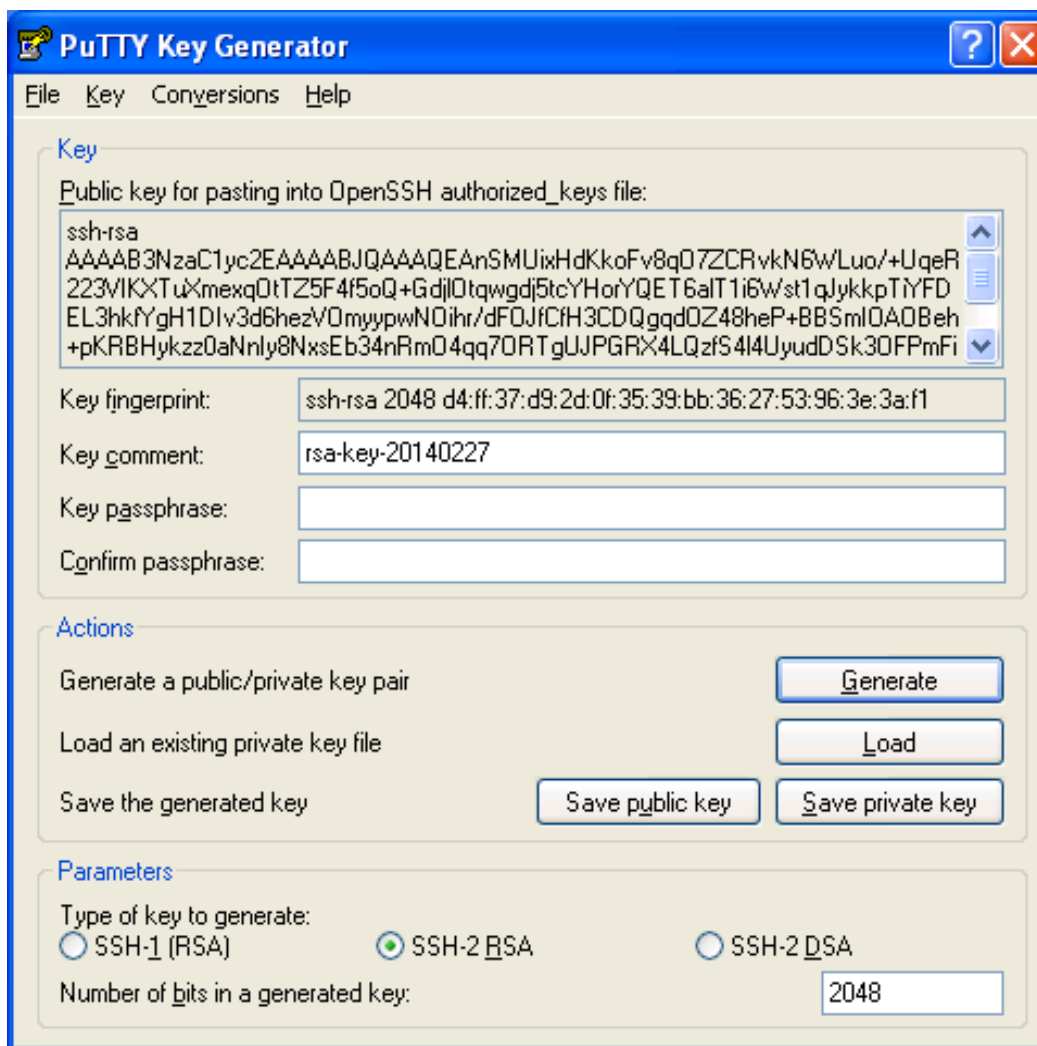 PuTTY Key Generator
File Key Conversions Help
Key
Public key for pasting into OpenSSH authorized_keys file:
ssh-rsa
AAAAB3NzaC1yc2EAAAABJQAAAQEAnSMUixHdKkoFv8qO7ZCRvkN6WLuo/+UqeR
223VlKXTuXmexqOtTZ5F4f5oQ+GdjlOtqwgdj5tcYHorYQET6alT1i6Wst1qJykkpTiYFD
EL3hkfYgH1DIv3d6hezVOmyypwNOihr/dFOJfCfH3CDQgqdOZ48heP+BBSmlOAOBeh
+pKRBHykzz0aNnly8NxsEb34nRmO4qq7ORTgUJPGRX4LQzfS4l4UyudDSk3OFPmFi
Key fingerprint: ssh-rsa 2048 d4:ff:37:d9:2d:0f:35:39:bb:36:27:53:96:3e:3a:f1
Key comment: rsa-key-20140227
Key passphrase:
Confirm passphrase:
Actions
Generate a public/private key pair Generate
Load an existing private key file Load
Save the generated key Save public key Save private key
Parameters
Type of key to generate:
SSH-1 (RSA) SSH-2 RSA SSH-2 DSA
Number of bits in a generated key: 2048